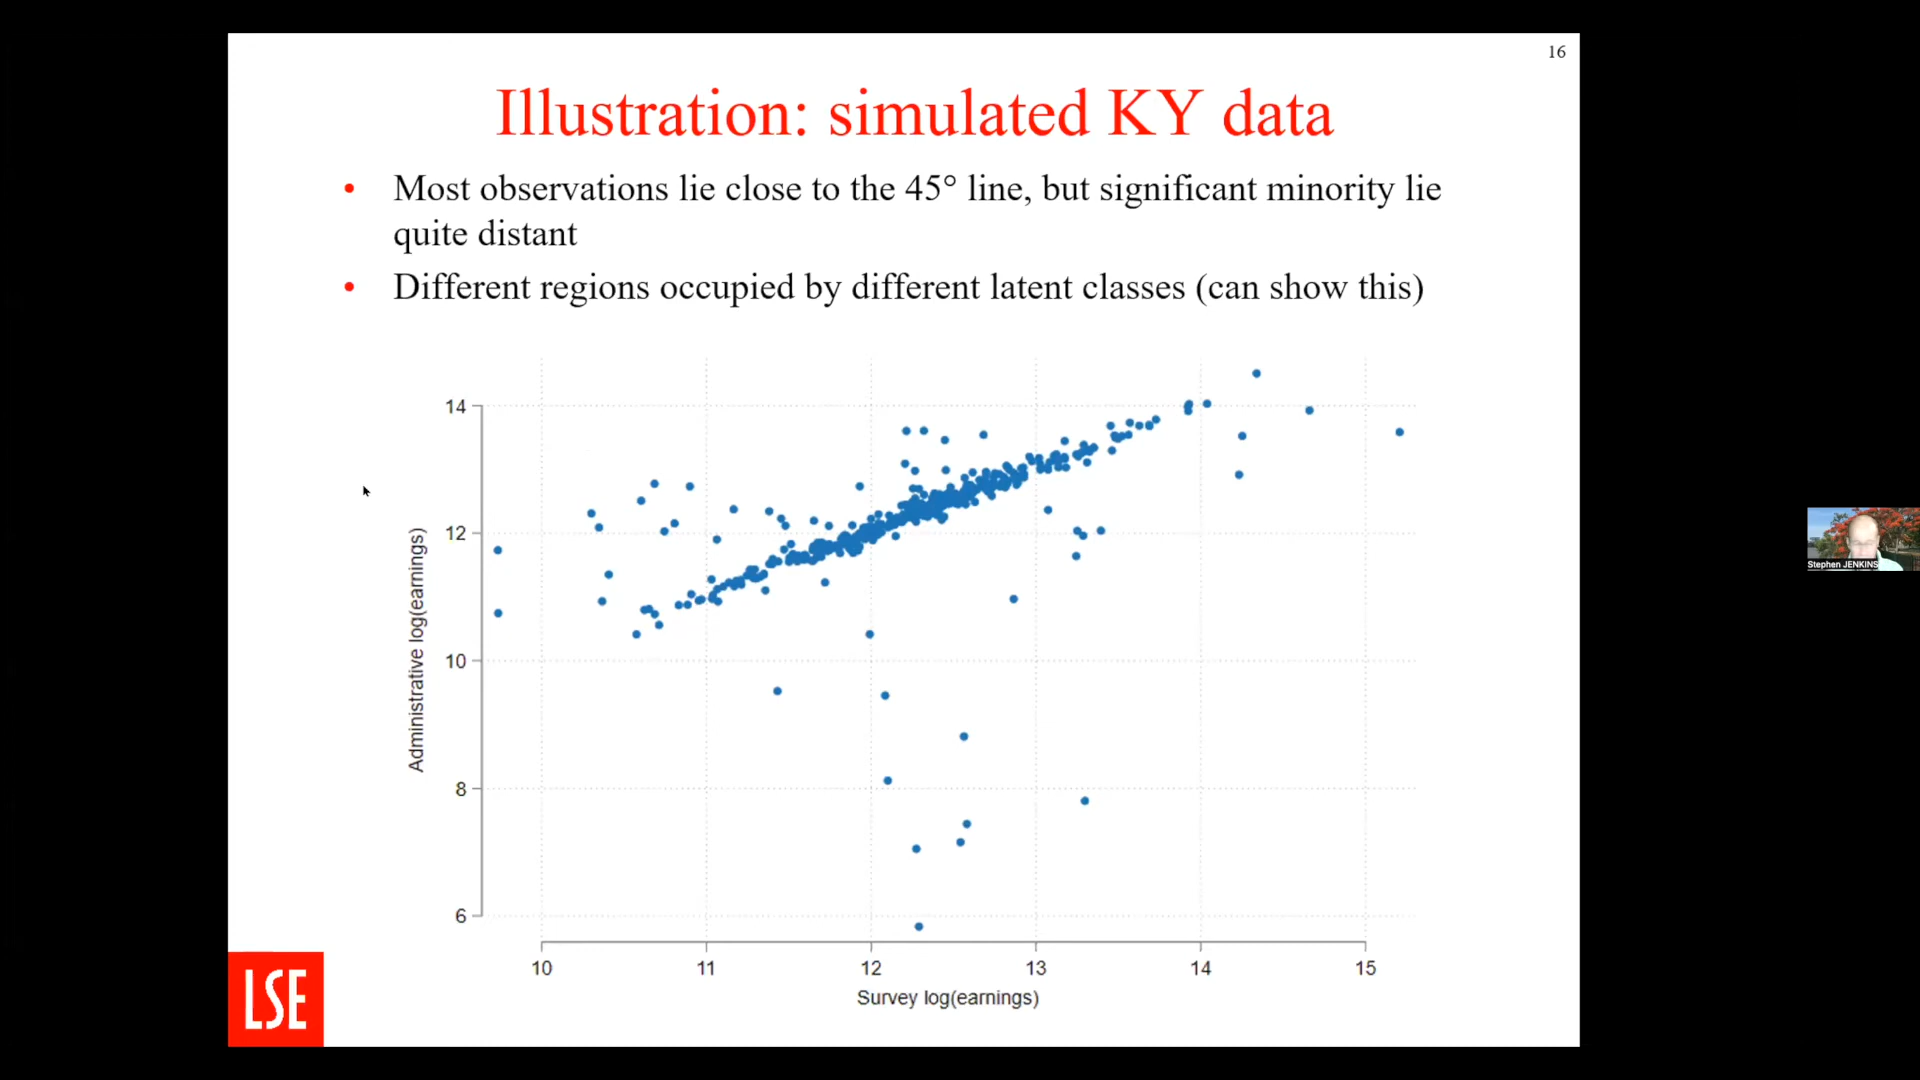 16
Illustration: simulated KY data
• Most observations lie close to the 45° line, but significant minority lie
quite distant
• Different regions occupied by different latent classes (can show this)
14
12
10
8
6
Administrative log(earnings)
10 11 12 13 14 15
Survey log(earnings)
LSE
Stephen JENKINS